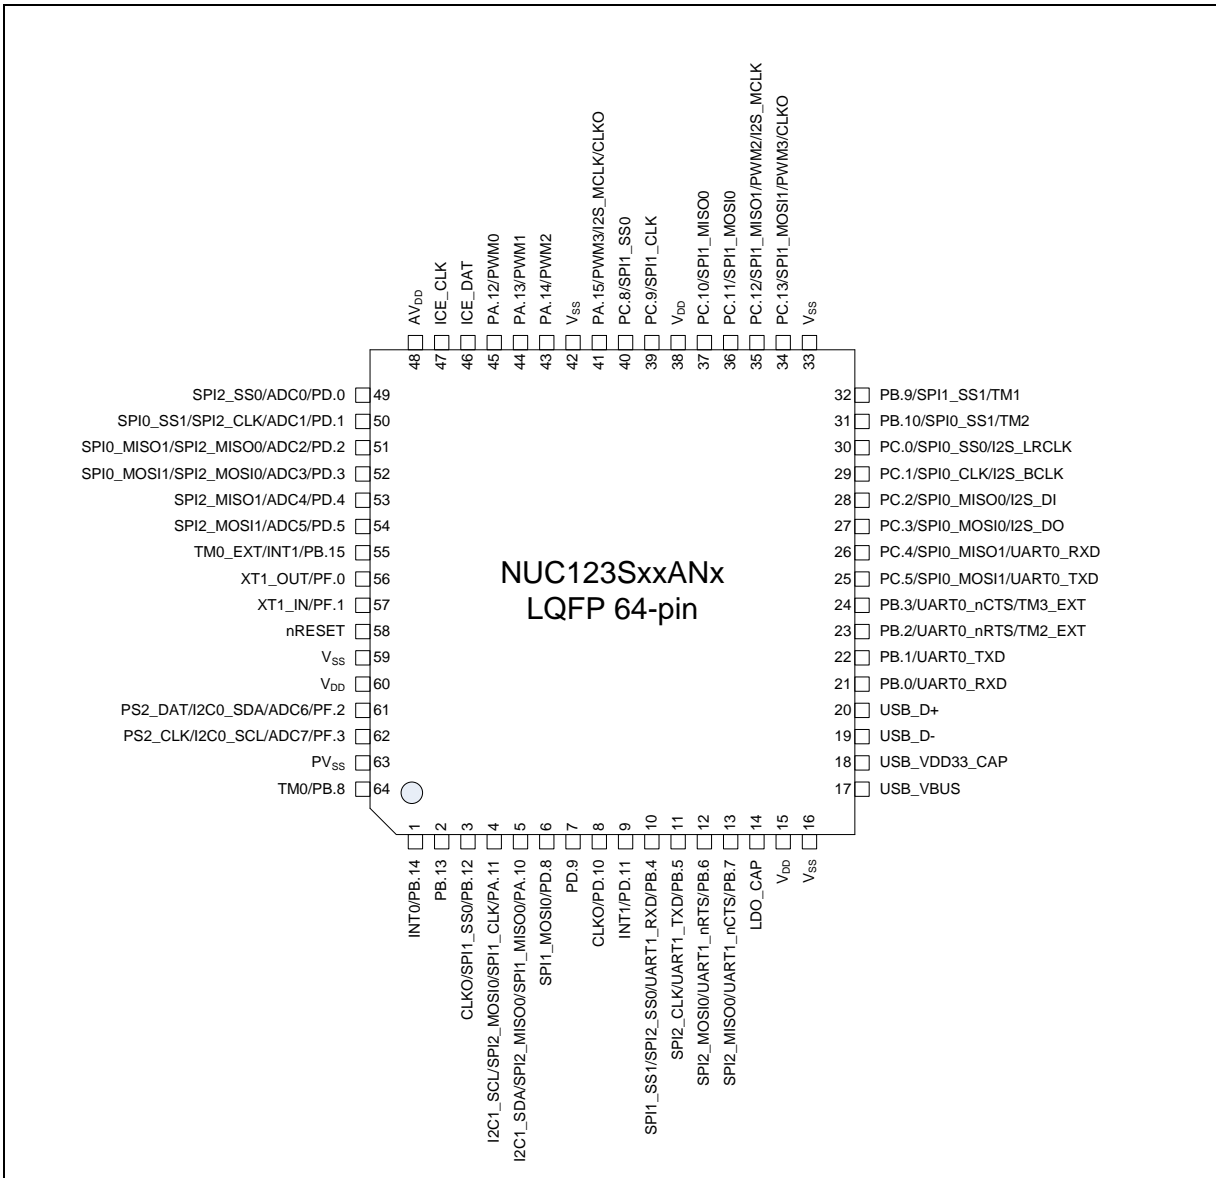 AVDD
ICE_CLK
ICE_DAT
PA.12/PWM0
PA.13/PWM1
PA.14/PWM2
VSS
PA.15/PWM3/I2S_MCLK/CLKO
PC.8/SPI1_SS0
PC.9/SPI1_CLK
VDD
PC.10/SPI1_MISO0
PC.11/SPI1_MOSI0
PC.12/SPI1_MISO1/PWM2/I2S_MCLK
PC.13/SPI1_MOSI1/PWM3/CLKO
VSS
48
47
46
45
44
43
42
41
40
39
38
37
36
35
34
33
SPI2_SS0/ADC0/PD.0 49
SPI0_SS1/SPI2_CLK/ADC1/PD.1 50
SPI0_MISO1/SPI2_MISO0/ADC2/PD.2 51
SPI0_MOSI1/SPI2_MOSI0/ADC3/PD.3 52
SPI2_MISO1/ADC4/PD.4 53
SPI2_MOSI1/ADC5/PD.5 54
TM0_EXT/INT1/PB.15 55
XT1_OUT/PF.0 56
XT1_IN/PF.1 57
nRESET 58
VSS 59
VDD 60
PS2_DAT/I2C0_SDA/ADC6/PF.2 61
PS2_CLK/I2C0_SCL/ADC7/PF.3 62
PVSS 63
TM0/PB.8 64
NUC123SxxANx
LQFP 64-pin
32 PB.9/SPI1_SS1/TM1
31 PB.10/SPI0_SS1/TM2
30 PC.0/SPI0_SS0/I2S_LRCLK
29 PC.1/SPI0_CLK/I2S_BCLK
28 PC.2/SPI0_MISO0/I2S_DI
27 PC.3/SPI0_MOSI0/I2S_DO
26 PC.4/SPI0_MISO1/UART0_RXD
25 PC.5/SPI0_MOSI1/UART0_TXD
24 PB.3/UART0_nCTS/TM3_EXT
23 PB.2/UART0_nRTS/TM2_EXT
22 PB.1/UART0_TXD
21 PB.0/UART0_RXD
20 USB_D+
19 USB_D-
18 USB_VDD33_CAP
17 USB_VBUS
1
2
3
4
5
6
7
8
9
10
11
12
13
14
15
16
INT0/PB.14
PB.13
CLKO/SPI1_SS0/PB.12
I2C1_SCL/SPI2_MOSI0/SPI1_CLK/PA.11
I2C1_SDA/SPI2_MISO0/SPI1_MISO0/PA.10
SPI1_MOSI0/PD.8
PD.9
CLKO/PD.10
INT1/PD.11
SPI1_SS1/SPI2_SS0/UART1_RXD/PB.4
SPI2_CLK/UART1_TXD/PB.5
SPI2_MOSI0/UART1_nRTS/PB.6
SPI2_MISO0/UART1_nCTS/PB.7
LDO_CAP
VDD
VSS